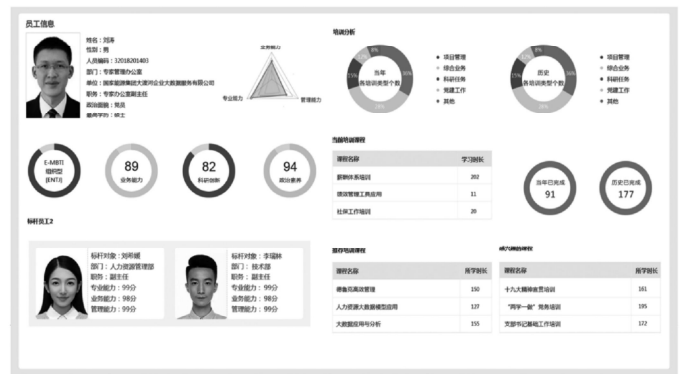 员工信息
姓名：刘涛
性别：男
人员编码：32018201403
部门：专家管理办公室
单位：国家能源集团大渡河企业大数据服务有限公司
职务：专家办公室副主任
政治面貌：党员
最高学历：硕士
业务能力
专业能力
管理能力
E-MBTI
组织型
[ENTJ]
89
业务能力
82
科研创新
94
政治素养
标杆员工2
标杆对象：刘希媛
部门：人力资源管理部
职务：副主任
专业能力：99分
业务能力：98分
管理能力：99分
标杆对象：李瑞林
部门：技术部
职务：副主任
专业能力：99分
业务能力：98分
管理能力：99分
培训分析
当年
各培训类型个数
8%
15%
36%
28%
项目管理
综合业务
科研任务
党建工作
其他
历史
各培训类型个数
9%
15%
36%
项目管理
综合业务
科研任务
党建工作
其他
当前培训课程
课程名称 学习时长
薪酬体系培训 202
绩效管理工具应用 11
社保工作培训 20
当年已完成
91
历史已完成
177
推荐培训课程
课程名称 所学时长
德鲁克高效管理 150
人力资源大数据模型应用 127
大数据应用与分析 155
课程名称 所学时长
十九大精神宣贯培训 161
“两学一做”党务培训 195
支部书记基础工作培训 172